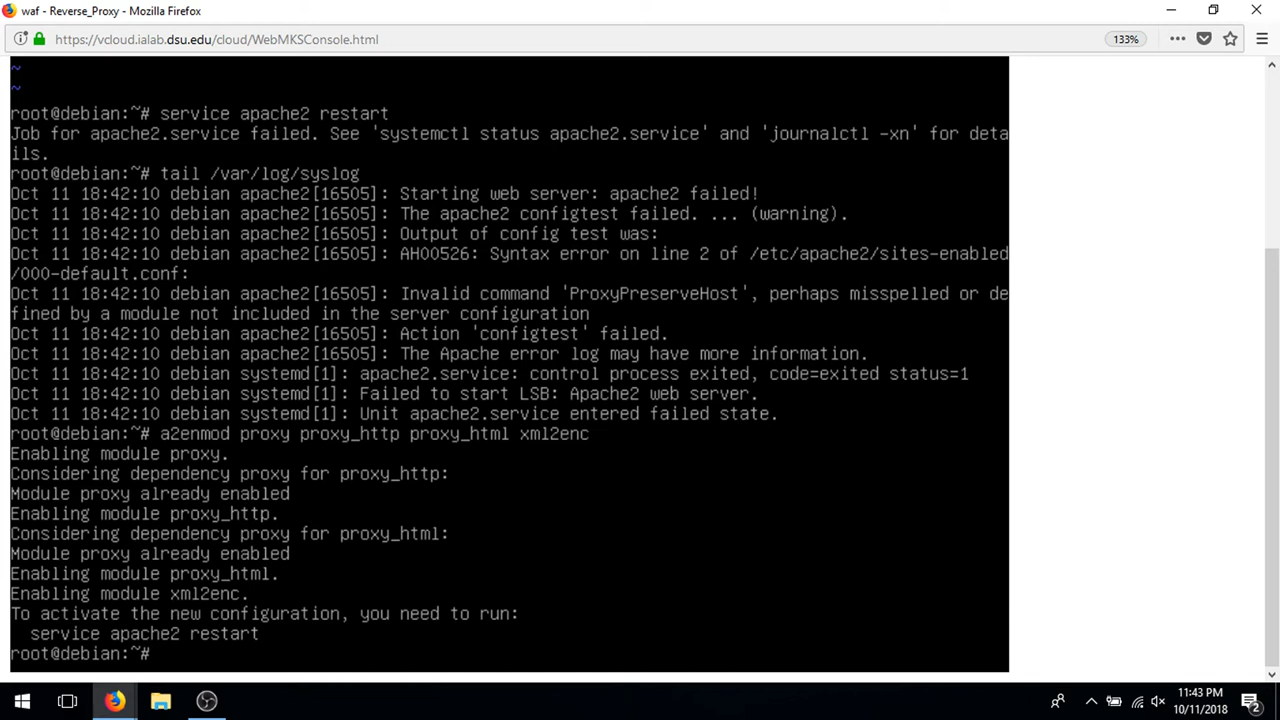 waf - Reverse_Proxy - Mozilla Firefox
https://vcloud.ialab.dsu.edu/cloud/WebMKSConsole.html
133%
~
~
root@debian:~# service apache2 restart
Job for apache2.service failed. See 'systemctl status apache2.service' and 'journalctl -xn' for deta
ils.
root@debian:~# tail /var/log/syslog
Oct 11 18:42:10 debian apache2[16505]: Starting web server: apache2 failed!
Oct 11 18:42:10 debian apache2[16505]: The apache2 configtest failed. ... (warning).
Oct 11 18:42:10 debian apache2[16505]: Output of config test was:
Oct 11 18:42:10 debian apache2[16505]: AH00526: Syntax error on line 2 of /etc/apache2/sites-enabled
/000-default.conf:
Oct 11 18:42:10 debian apache2[16505]: Invalid command 'ProxyPreserveHost', perhaps misspelled or de
fined by a module not included in the server configuration
Oct 11 18:42:10 debian apache2[16505]: Action 'configtest' failed.
Oct 11 18:42:10 debian apache2[16505]: The Apache error log may have more information.
Oct 11 18:42:10 debian systemd[1]: apache2.service: control process exited, code=exited status=1
Oct 11 18:42:10 debian systemd[1]: Failed to start LSB: Apache2 web server.
Oct 11 18:42:10 debian systemd[1]: Unit apache2.service entered failed state.
root@debian:~# a2enmod proxy proxy_http proxy_html xml2enc
Enabling module proxy.
Considering dependency proxy for proxy_http:
Module proxy already enabled
Enabling module proxy_http.
Considering dependency proxy for proxy_html:
Module proxy already enabled
Enabling module proxy_html.
Enabling module xml2enc.
To activate the new configuration, you need to run:
  service apache2 restart
root@debian:~#
11:43 PM
10/11/2018
2